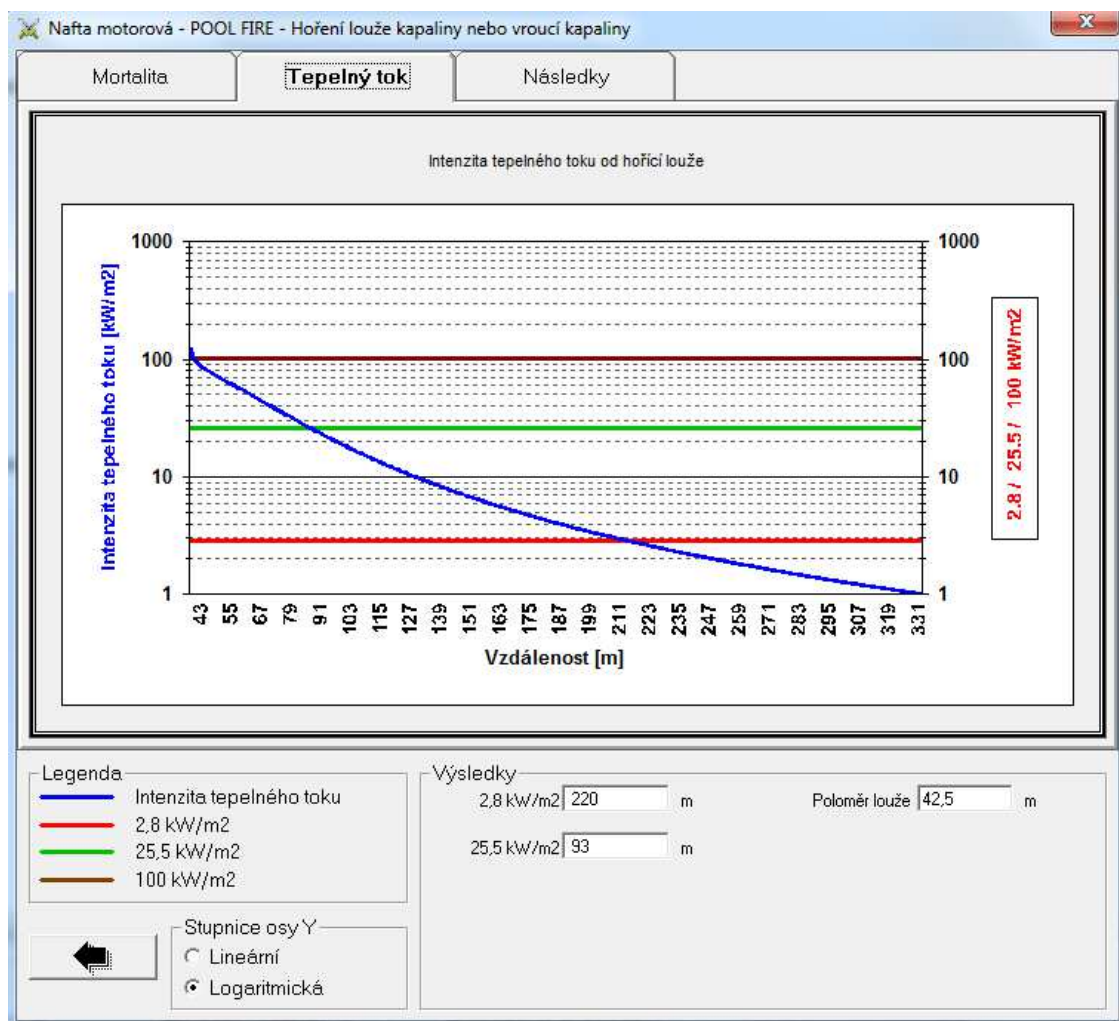 Nafta motorová - POOL FIRE - Hoření louže kapaliny nebo vroucí kapaliny
Mortalita
Tepelný tok
Následky
Intenzita tepelného toku od hořící louže
1000
100
10
1
Intenzita tepelného toku [kW/m2]
1000
100
10
1
2.8 / 25.5 / 100 kW/m2
43 55 67 79 91 103 115 127 139 151 163 175 187 199 211 223 235 247 259 271 283 295 307 319 331
Vzdálenost [m]
Legenda
Intenzita tepelného toku
2,8 kW/m2
25,5 kW/m2
100 kW/m2
Stupnice osy Y
Lineární
Logaritmická
Výsledky
2,8 kW/m2 220 m
Poloměr louže 42,5 m
25,5 kW/m2 93 m